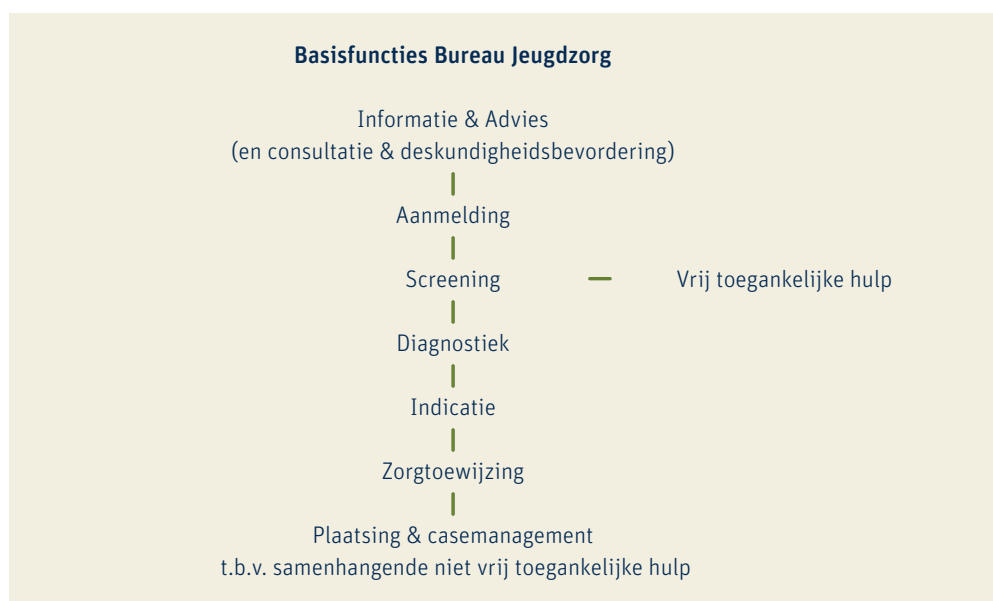 Basisfuncties Bureau Jeugdzorg
Informatie & Advies
(en consultatie & deskundigheidsbevordering)
Aanmelding
Screening
Vrij toegankelijke hulp
Diagnostiek
Indicatie
Zorgtoewijzing
Plaatsing & casemanagement
t.b.v. samenhangende niet vrij toegankelijke hulp